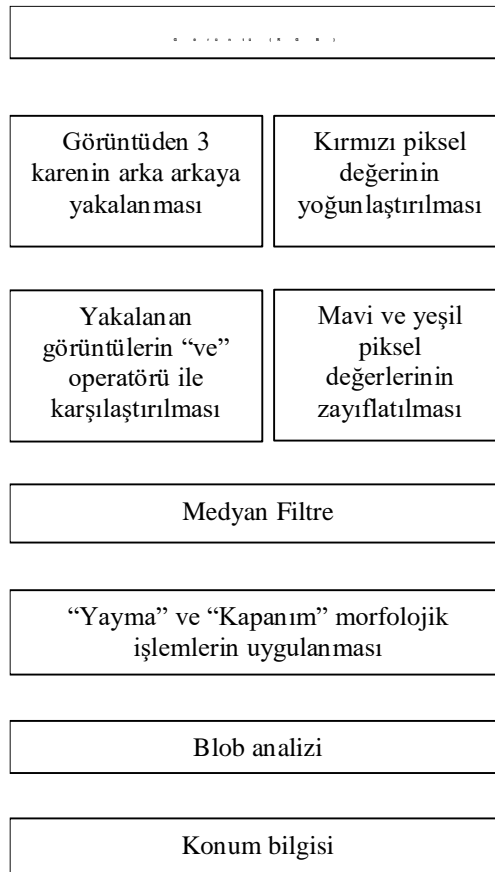 Görüntüden 3
karenin arka arkaya
yakalanması
Kırmızı piksel
değerinin
yoğunlaştırılması
Yakalanan
görüntülerin “ve”
operatörü ile
karşılaştırılması
Mavi ve yeşil
piksel
değerlerinin
zayıflatılması
Medyan Filtre
“Yayma” ve “Kapanım” morfolojik
işlemlerin uygulanması
Blob analizi
Konum bilgisi